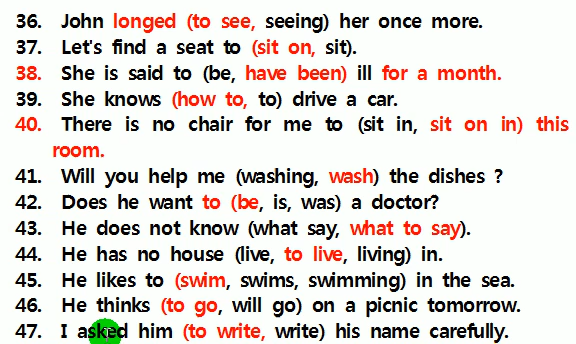 36. John longed (to see, seeing) her once more.
37. Let's find a seat to (sit on, sit).
38. She is said to (be, have been) ill for a month.
39. She knows (how to, to) drive a car.
40. There is no chair for me to (sit in, sit on in) this
room.
41. Will you help me (washing, wash) the dishes ?
42. Does he want to (be, is, was) a doctor?
43. He does not know (what say, what to say).
44. He has no house (live, to live, living) in.
45. He likes to (swim, swims, swimming) in the sea.
46. He thinks (to go, will go) on a picnic tomorrow.
47. I asked him (to write, write) his name carefully.